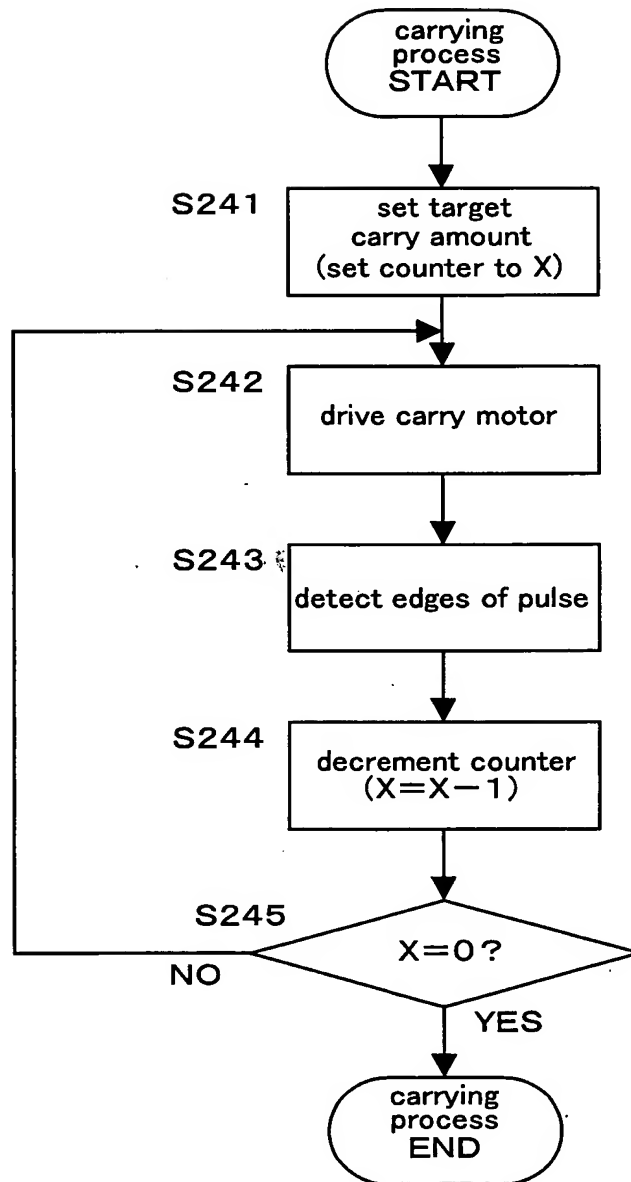 carrying
process
START
S241
set target
carry amount
(set counter to X)
S242
drive carry motor
S243
detect edges of pulse
S244
decrement counter
(X=X-1)
S245
X=0?
NO
YES
carrying
process
END